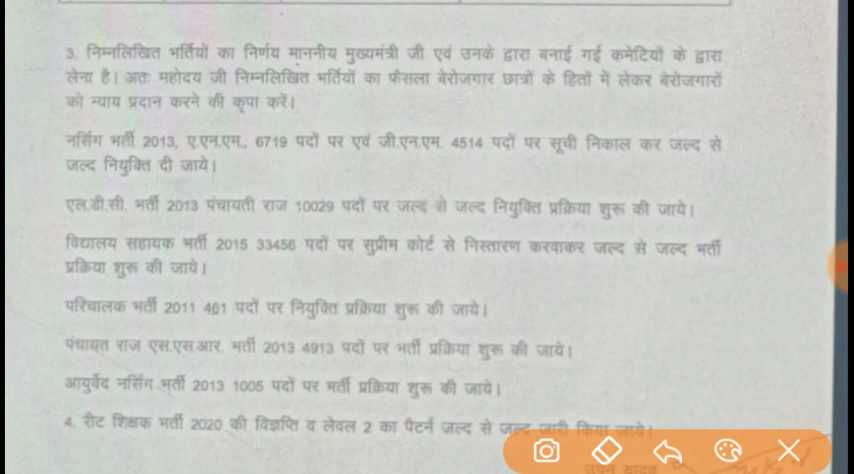 3. निम्नलिखित भर्तियों का निर्णय माननीय मुख्यमंत्री जी एवं उनके द्वारा बनाई गई कमेटियों के द्वारा
लेना है। अतः महोदय जी निम्नलिखित भर्तियों का फैसला बेरोजगार छात्रों के हितों में लेकर बेरोजगारों
को न्याय प्रदान करने की कृपा करें।
नर्सिंग भर्ती 2013, ए.एन.एम., 6719 पदों पर एवं जी.एन.एम. 4514 पदों पर सूची निकाल कर जल्द से
जल्द नियुक्ति दी जाये।
एल.डी.सी. भर्ती 2013 पंचायती राज 10029 पदों पर जल्द से जल्द नियुक्ति प्रक्रिया शुरू की जाये।
विद्यालय सहायक भर्ती 2015 33456 पदों पर सुप्रीम कोर्ट से निस्तारण करवाकर जल्द से जल्द भर्ती
प्रक्रिया शुरू की जाये।
परिचालक भर्ती 2011 461 पदों पर नियुक्ति प्रक्रिया शुरू की जाये।
पंचायत राज एस.एस.आर. भर्ती 2013 4913 पदों पर भर्ती प्रक्रिया शुरू की जाये।
आयुर्वेद नर्सिंग भर्ती 2013 1005 पदों पर भर्ती प्रक्रिया शुरू की जाये।
4. रीट शिक्षक भर्ती 2020 की विज्ञप्ति व लेवल 2 का पैटर्न जल्द से जल्द जारी किया जाये।